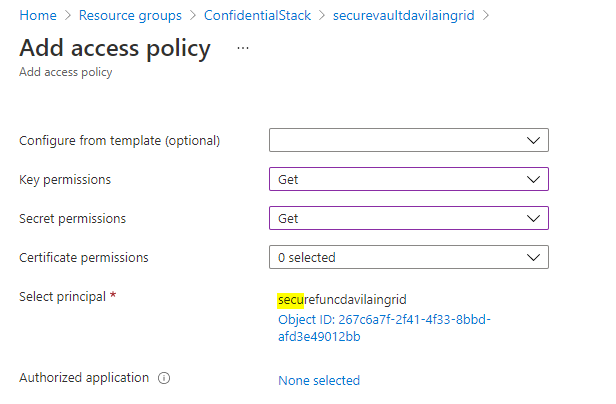 Home > Resource groups > ConfidentialStack > securevaultdavilaingrid >
Add access policy ...
Add access policy
Configure from template (optional)
Key permissions Get
Secret permissions Get
Certificate permissions 0 selected
Select principal * securefuncdavilaingrid
Object ID: 267c6a7f-2f41-4f33-8bbd-
afd3e49012bb
Authorized application None selected